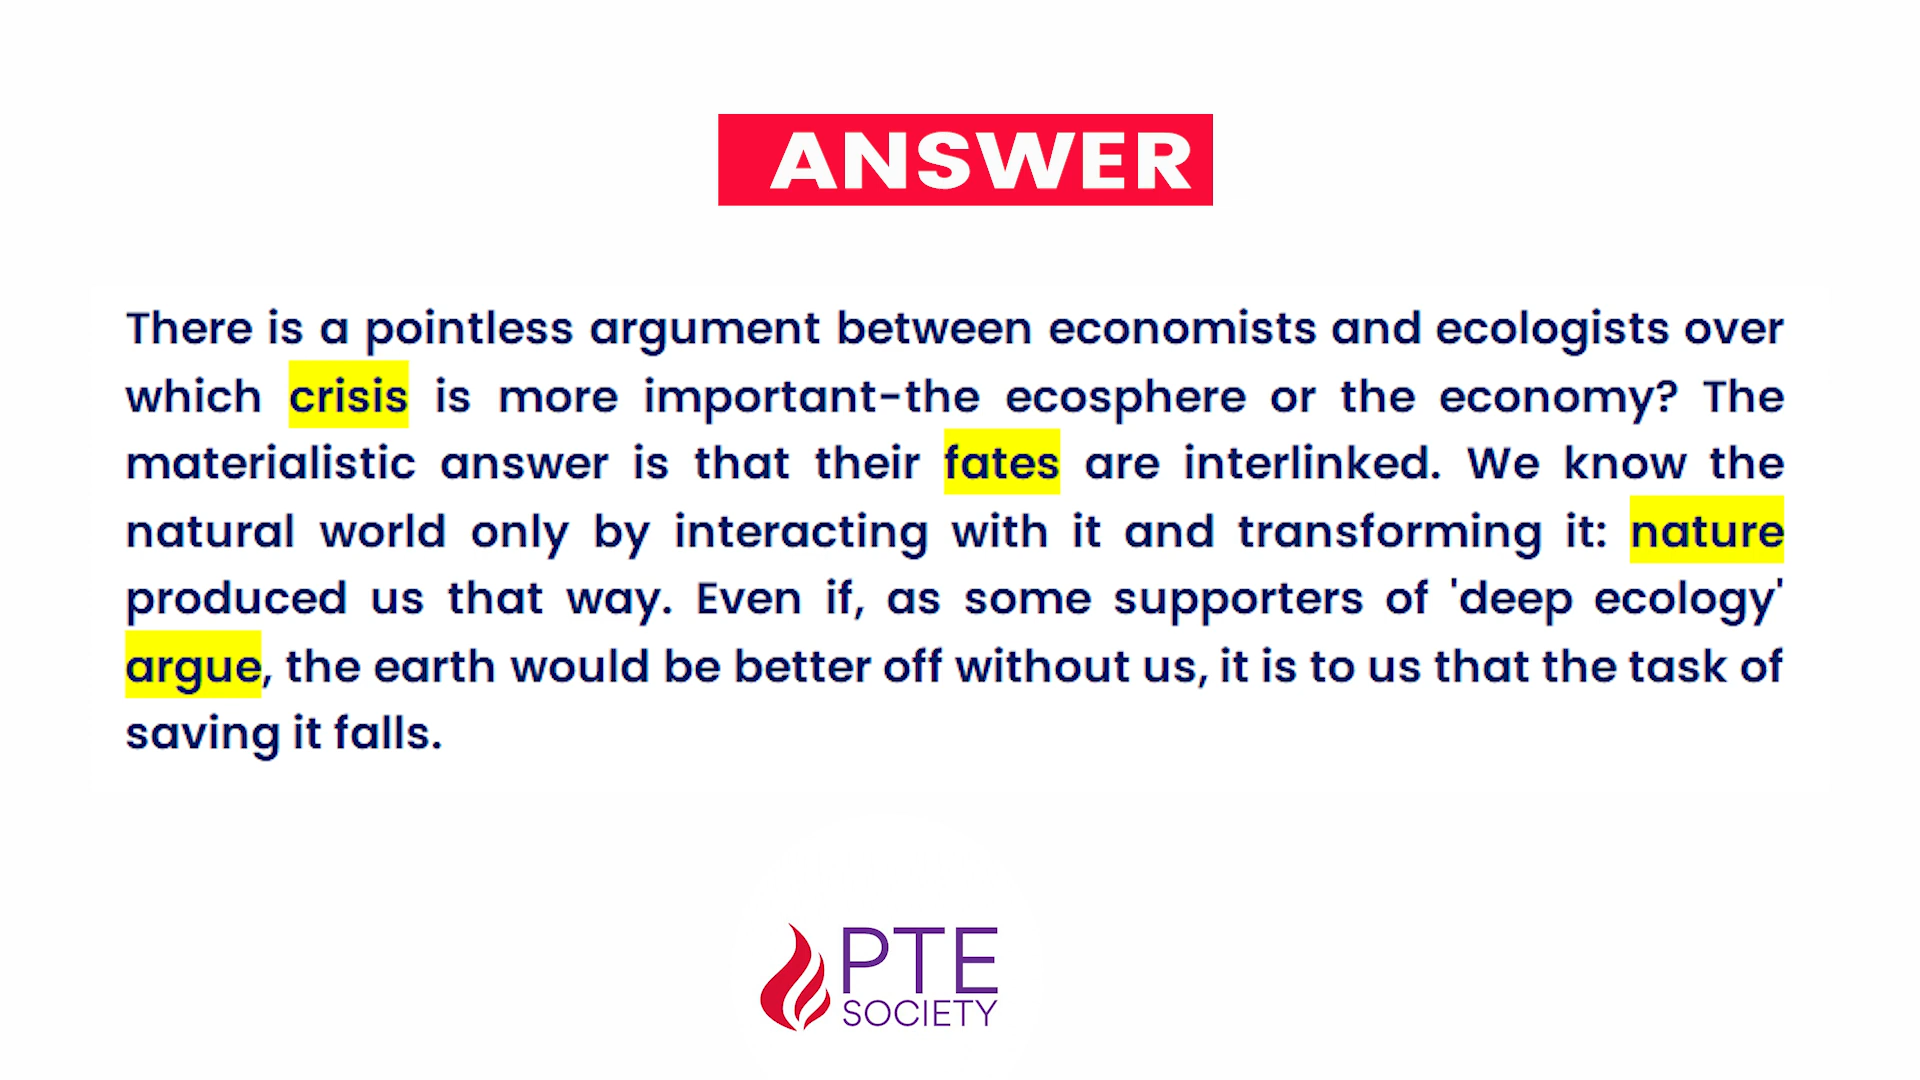 ANSWER
There is a pointless argument between economists and ecologists over
which crisis is more important-the ecosphere or the economy? The
materialistic answer is that their fates are interlinked. We know the
natural world only by interacting with it and transforming it: nature
produced us that way. Even if, as some supporters of 'deep ecology'
argue, the earth would be better off without us, it is to us that the task of
saving it falls.
PTE
SOCIETY